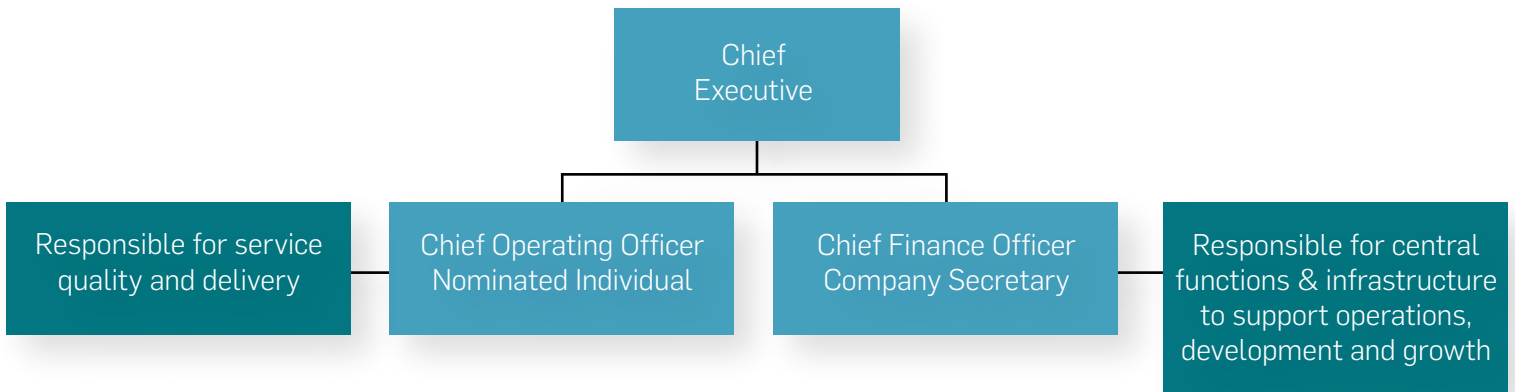 Chief
Executive
Responsible for service
quality and delivery
Chief Operating Officer
Nominated Individual
Chief Finance Officer
Company Secretary
Responsible for central
functions & infrastructure
to support operations,
development and growth